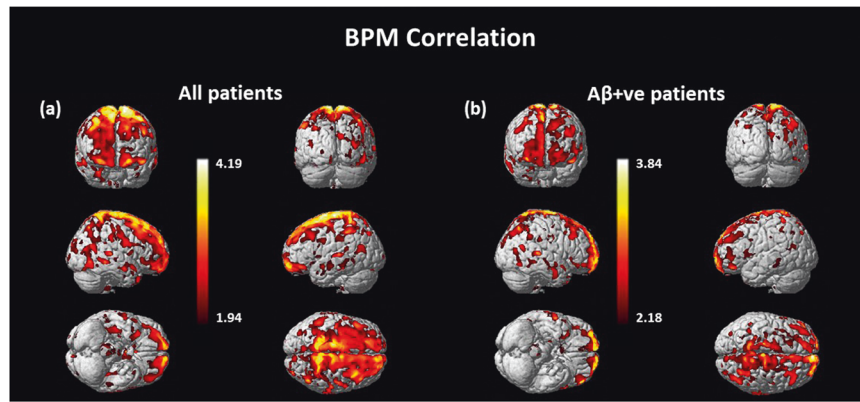 BPM Correlation
(a)
All patients
4.19
1.94
(b)
Aβ+ve patients
3.84
2.18